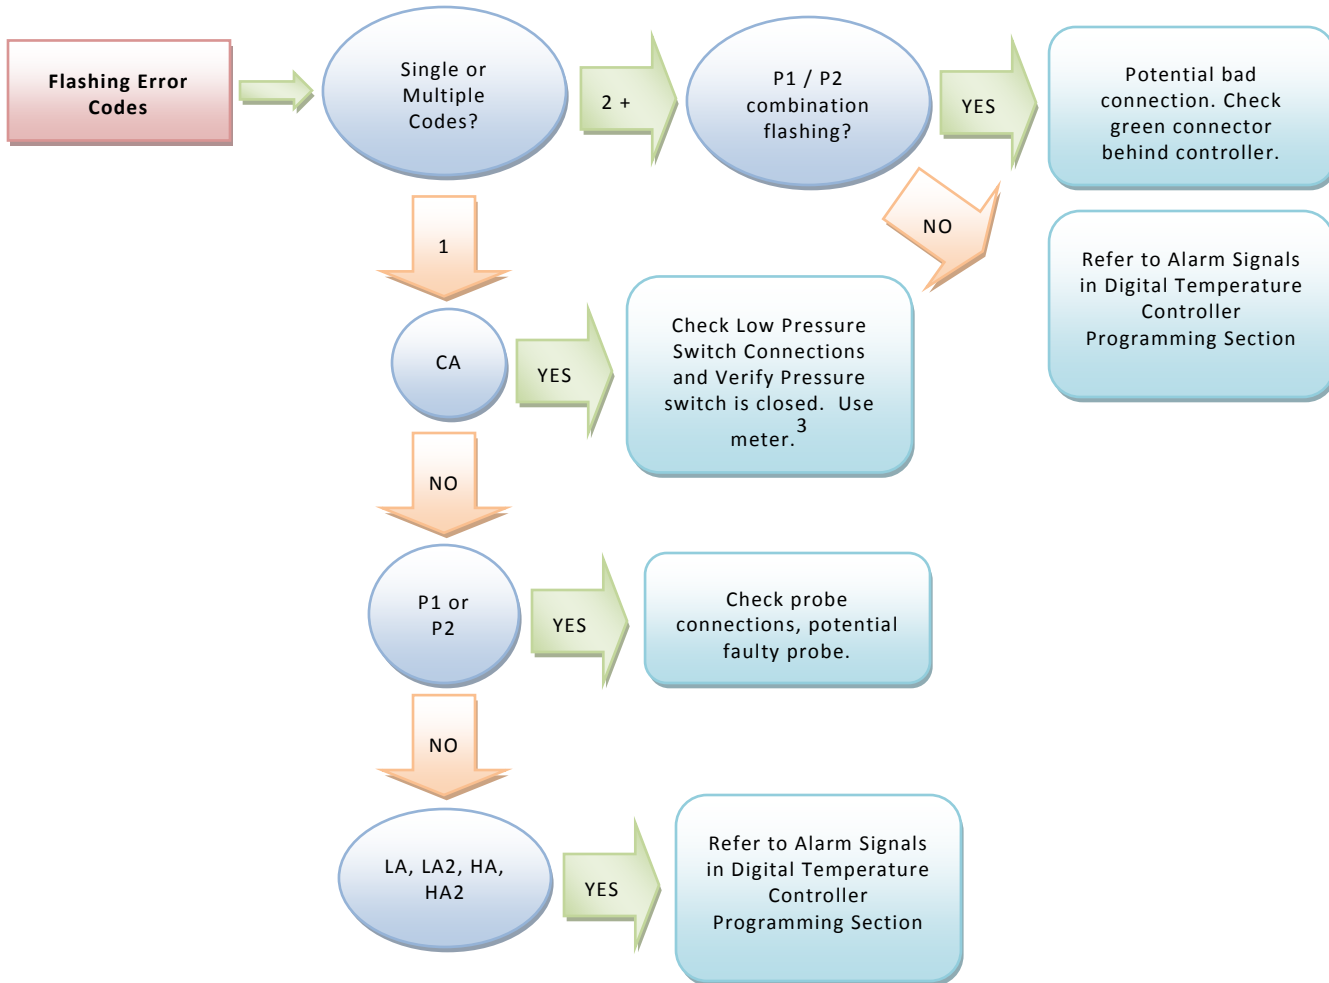 Flashing Error
Codes
Single or
Multiple
Codes?
2 +
P1 / P2
combination
flashing?
YES
Potential bad
connection. Check
green connector
behind controller.
NO
Refer to Alarm Signals
in Digital Temperature
Controller
Programming Section
1
CA
YES
Check Low Pressure
Switch Connections
and Verify Pressure
switch is closed. Use
meter.3
NO
P1 or
P2
YES
Check probe
connections, potential
faulty probe.
NO
LA, LA2, HA,
HA2
YES
Refer to Alarm Signals
in Digital Temperature
Controller
Programming Section